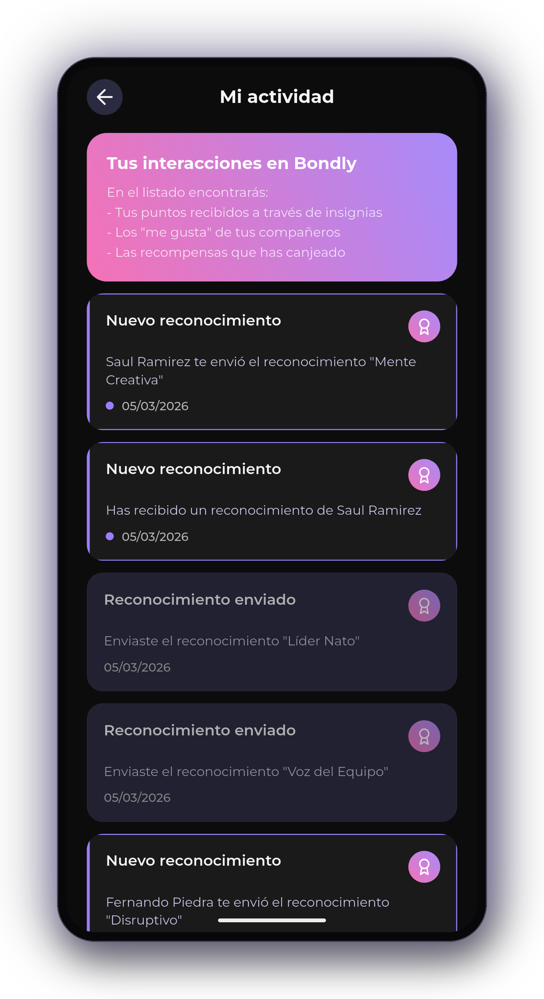 Mi actividad
Tus interacciones en Bondly
En el listado encontrarás:
- Tus puntos recibidos a través de insignias
- Los "me gusta" de tus compañeros
- Las recompensas que has canjeado
Nuevo reconocimiento
Saul Ramirez te envió el reconocimiento "Mente
Creativa"
05/03/2026
Nuevo reconocimiento
Has recibido un reconocimiento de Saul Ramirez
05/03/2026
Reconocimiento enviado
Enviaste el reconocimiento "Líder Nato"
05/03/2026
Reconocimiento enviado
Enviaste el reconocimiento "Voz del Equipo"
05/03/2026
Nuevo reconocimiento
Fernando Piedra te envió el reconocimiento
"Disruptivo"